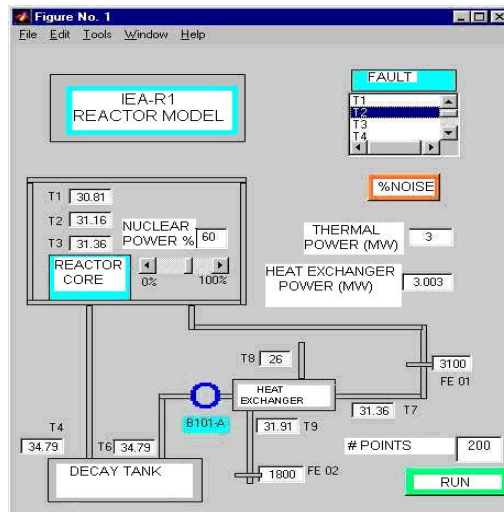 Figure No. 1
File Edit Tools Window Help
IEA-R1
REACTOR MODEL
FAULT
T1
T2
T3
T4
%NOISE
T1 30.81
T2 31.16
T3 31.36
NUCLEAR
POWER % 60
REACTOR
CORE
0% 100%
THERMAL
POWER (MW) 3
HEAT EXCHANGER
POWER (MW) 3.003
T8 26
3100
FE 01
HEAT
EXCHANGER
B101-A
31.36 T7
31.91 T9
T4
34.79
T6 34.79
# POINTS 200
1800 FE 02
DECAY TANK
RUN